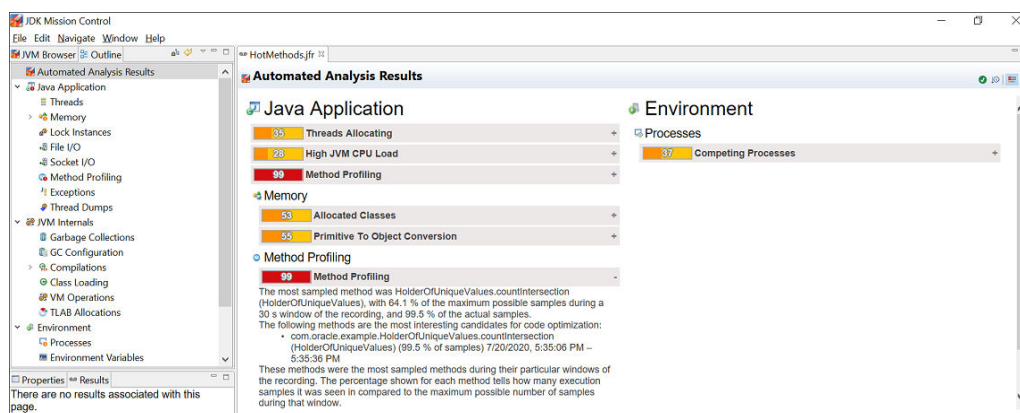 JDK Mission Control
File Edit Navigate Window Help
JVM Browser Outline
HotMethods.jfr
Automated Analysis Results
Java Application
Threads
Memory
Lock Instances
File I/O
Socket I/O
Method Profiling
Exceptions
Thread Dumps
JVM Internals
Garbage Collections
GC Configuration
Compilations
Class Loading
VM Operations
TLAB Allocations
Environment
Processes
Environment Variables
Properties Results
There are no results associated with this
page.
Automated Analysis Results
Java Application
35 Threads Allocating +
28 High JVM CPU Load +
99 Method Profiling +
Memory
53 Allocated Classes +
55 Primitive To Object Conversion +
Method Profiling
99 Method Profiling -
The most sampled method was HolderOfUniqueValues.countIntersection
(HolderOfUniqueValues), with 64.1 % of the maximum possible samples during a
30 s window of the recording, and 99.5 % of the actual samples.
The following methods are the most interesting candidates for code optimization:
• com.oracle.example.HolderOfUniqueValues.countIntersection
(HolderOfUniqueValues) (99.5 % of samples) 7/20/2020, 5:35:06 PM –
5:35:36 PM
These methods were the most sampled methods during their particular windows of
the recording. The percentage shown for each method tells how many execution
samples it was seen in compared to the maximum possible number of samples
during that window.
Environment
Processes
37 Competing Processes +